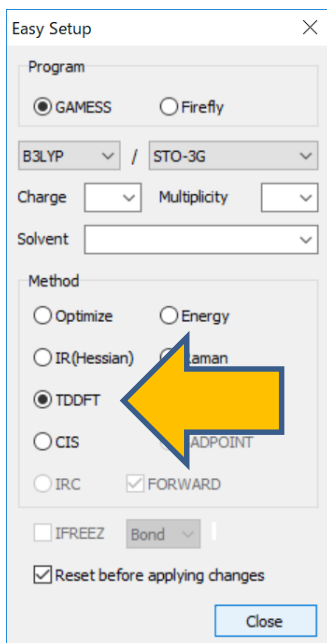 Easy Setup
Program
GAMESS Firefly
B3LYP / STO-3G
Charge Multiplicity
Solvent
Method
Optimize Energy
IR(Hessian) Raman
TDDFT
CIS ADPOINT
IRC FORWARD
IFREEZ Bond
Reset before applying changes
Close